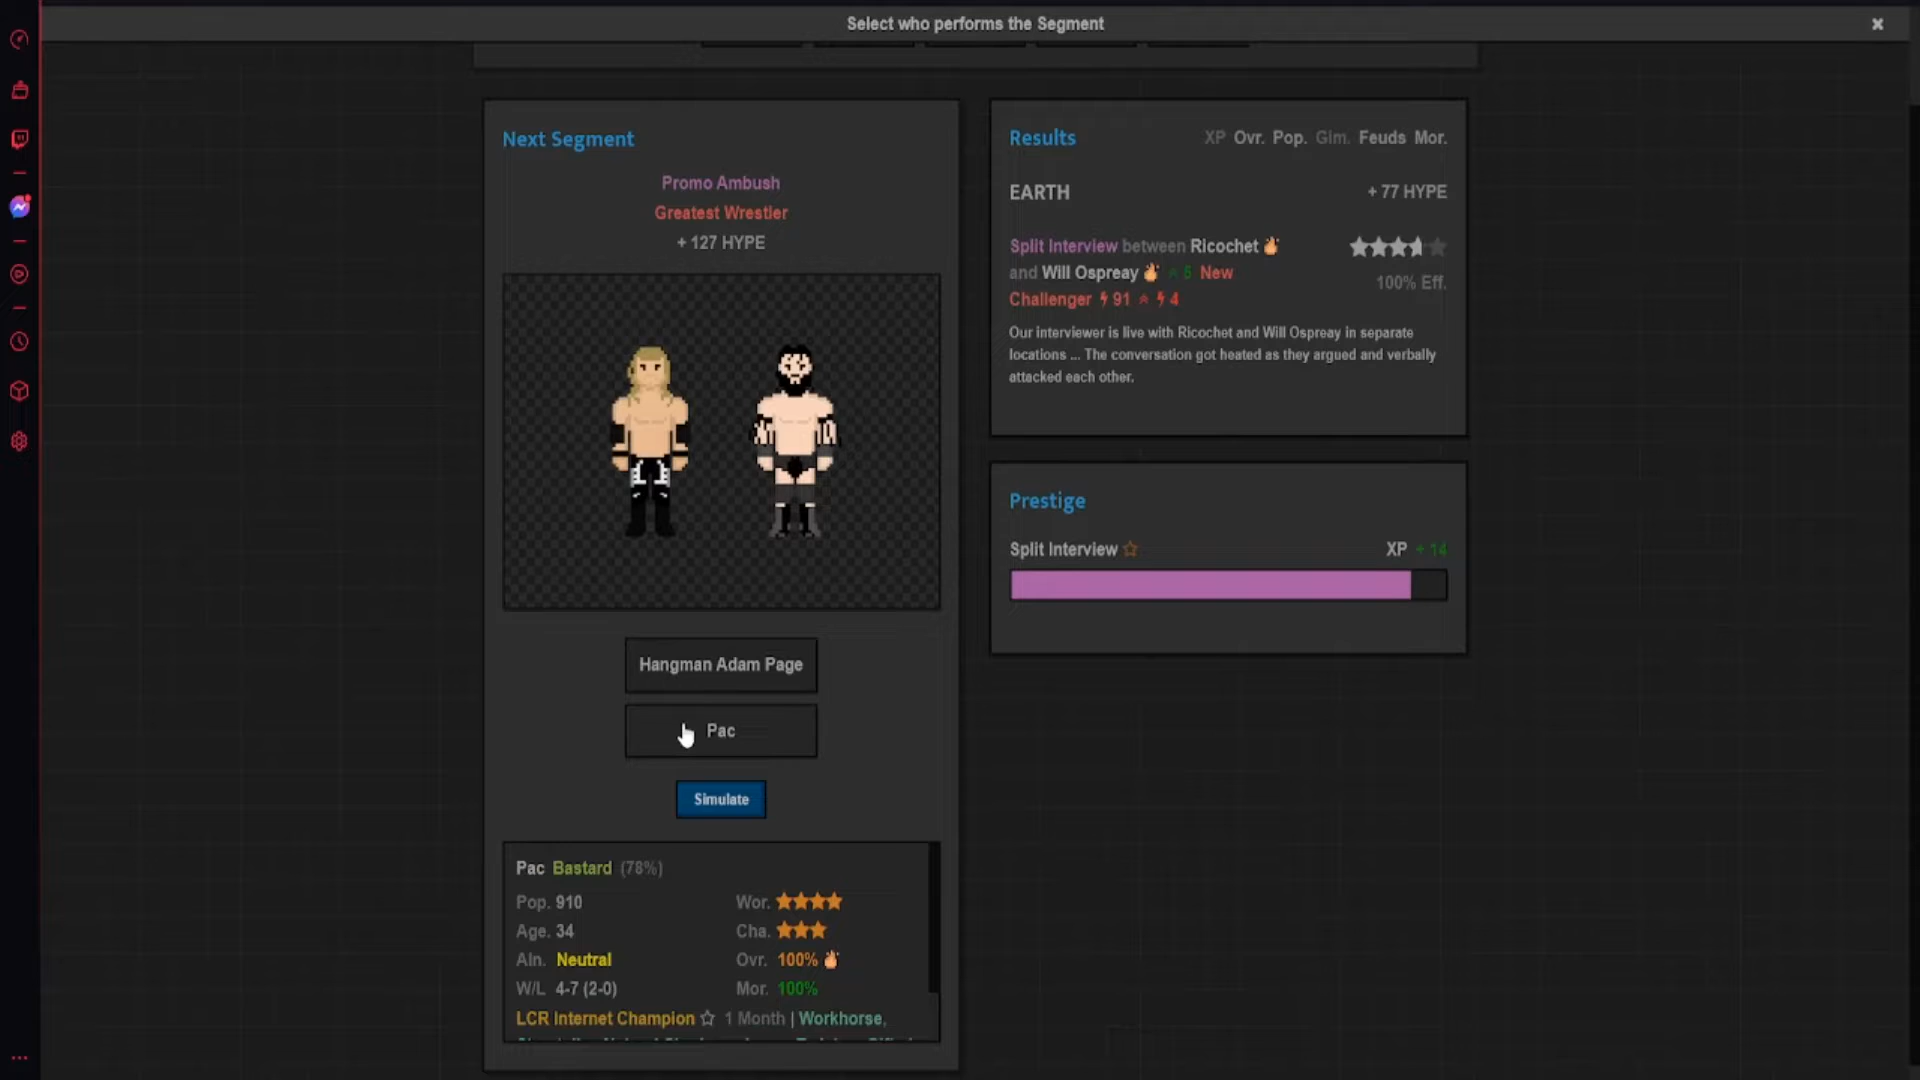 Select who performs the Segment
Next Segment
Promo Ambush
Greatest Wrestler
+ 127 HYPE
Hangman Adam Page
Pac
Simulate
Pac Bastard (78%)
Pop. 910 Wor.
Age. 34 Cha.
Aln. Neutral Ovr. 100%
W/L 4-7 (2-0) Mor. 100%
LCR Internet Champion 1 Month | Workhorse,
Results XP Ovr. Pop. Gim. Feuds Mor.
EARTH + 77 HYPE
Split Interview between Ricochet
and Will Ospreay 5 New
100% Eff.
Challenger 91 4
Our interviewer is live with Ricochet and Will Ospreay in separate
locations ... The conversation got heated as they argued and verbally
attacked each other.
Prestige
Split Interview XP + 14